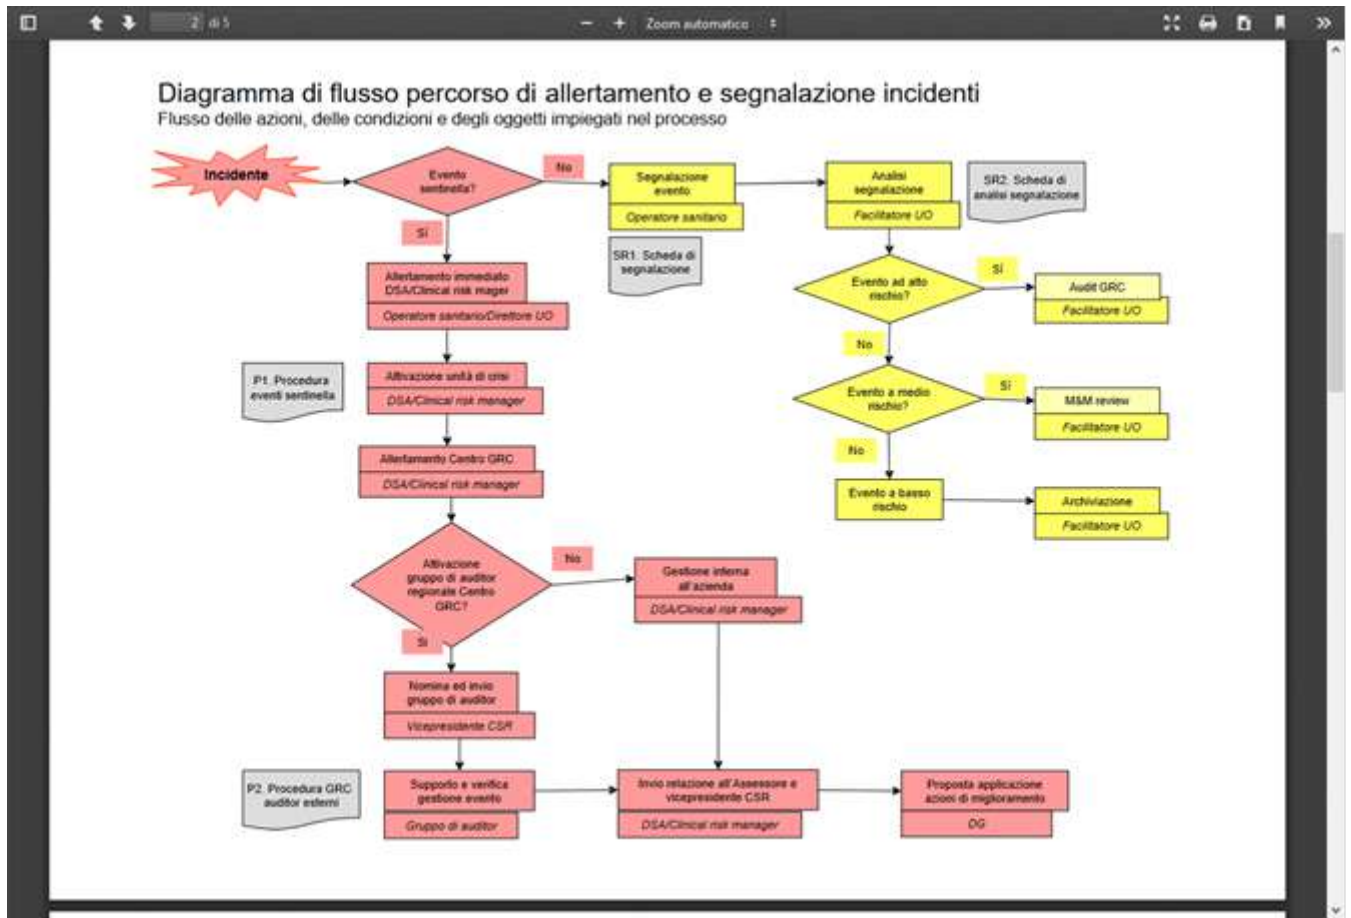 2 di 5
Zoom automatico
Diagramma di flusso percorso di allertamento e segnalazione incidenti
Flusso delle azioni, delle condizioni e degli oggetti impiegati nel processo
Incidente
Evento
sentinella?
No
Segnalazione
evento
Operatore sanitario
SR1. Scheda di
segnalazione
Analisi
segnalazione
Facilitatore UO
SR2. Scheda di
analisi segnalazione
Sì
Allertamento immediato
DSA/Clinical risk mager
Operatore sanitario/Direttore UO
Evento ad alto
rischio?
Sì
Audit GRC
Facilitatore UO
No
P1. Procedura
eventi sentinella
Attivazione unità di crisi
DSA/Clinical risk manager
Evento a medio
rischio?
Sì
M&M review
Facilitatore UO
No
Allertamento Centro GRC
DSA/Clinical risk manager
Evento a basso
rischio
Archiviazione
Facilitatore UO
Attivazione
gruppo di auditor
regionale Centro
GRC?
No
Gestione interna
all'azienda
DSA/Clinical risk manager
Sì
Nomina ed invio
gruppo di auditor
Vicepresidente CSR
P2. Procedura GRC
auditor esterni
Supporto e verifica
gestione evento
Gruppo di auditor
Invio relazione all'Assessore e
vicepresidente CSR
DSA/Clinical risk manager
Proposta applicazione
azioni di miglioramento
DG